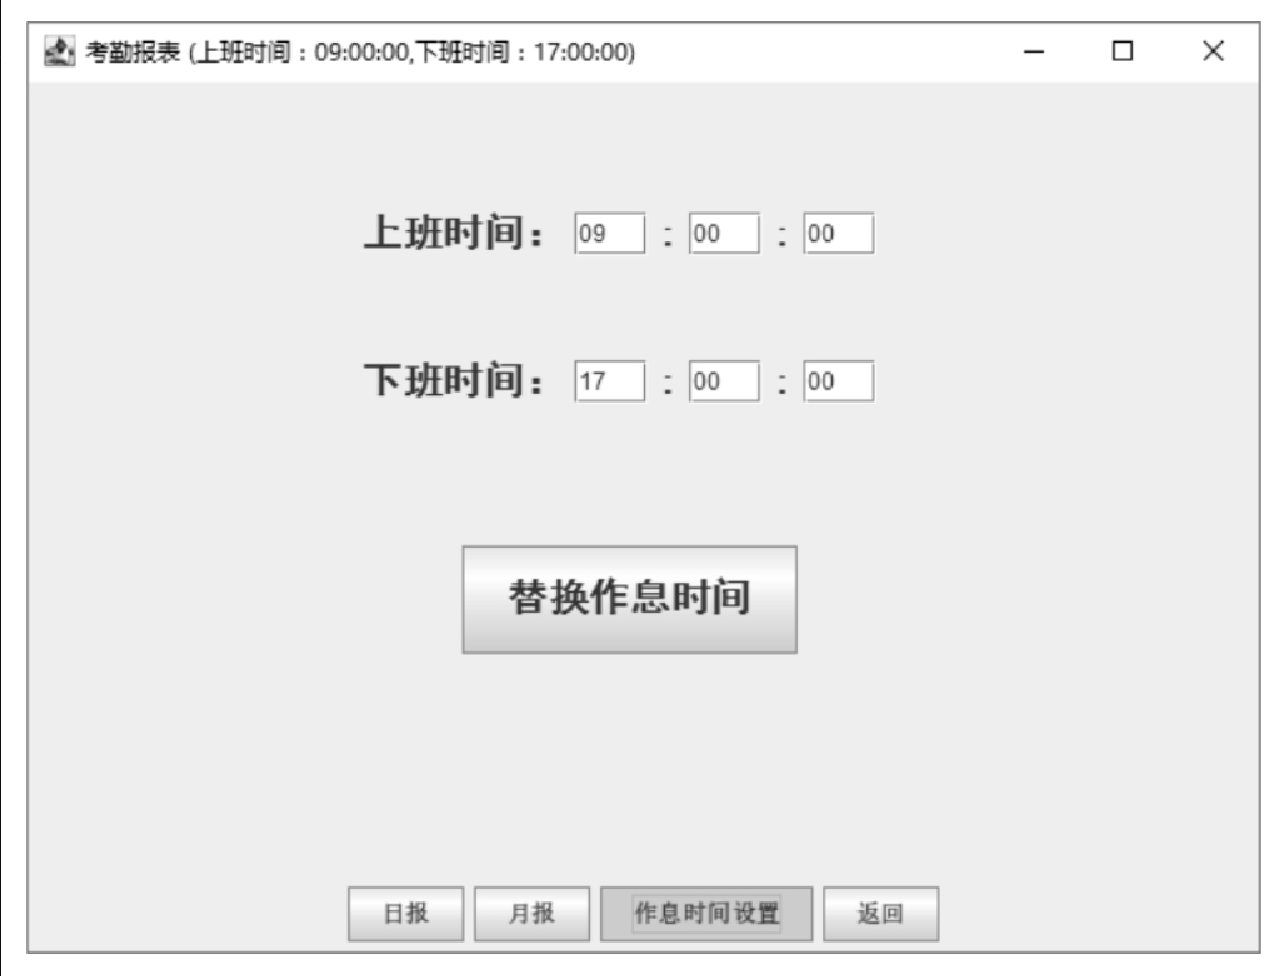 考勤报表 (上班时间：09:00:00,下班时间：17:00:00)
上班时间： 09 : 00 : 00
下班时间： 17 : 00 : 00
替换作息时间
日报 月报 作息时间设置 返回